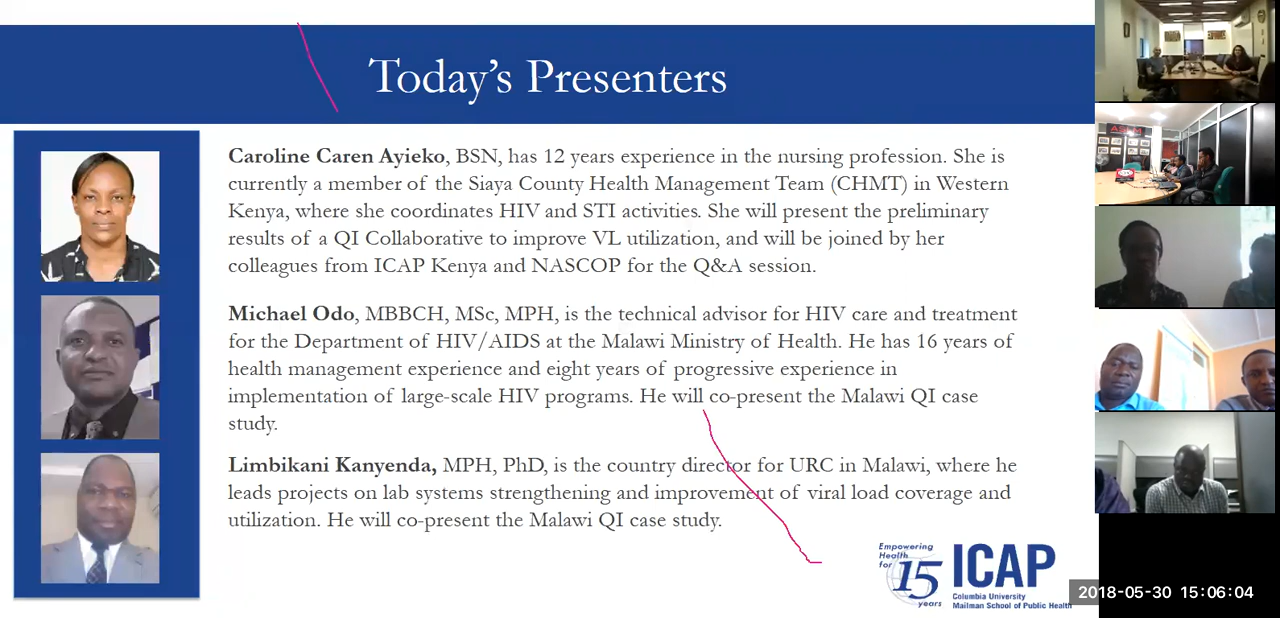 Today's Presenters
Caroline Caren Ayieko, BSN, has 12 years experience in the nursing profession. She is
currently a member of the Siaya County Health Management Team (CHMT) in Western
Kenya, where she coordinates HIV and STI activities. She will present the preliminary
results of a QI Collaborative to improve VL utilization, and will be joined by her
colleagues from ICAP Kenya and NASCOP for the Q&A session.
Michael Odo, MBBCH, MSc, MPH, is the technical advisor for HIV care and treatment
for the Department of HIV/AIDS at the Malawi Ministry of Health. He has 16 years of
health management experience and eight years of progressive experience in
implementation of large-scale HIV programs. He will co-present the Malawi QI case
study.
Limbikani Kanyenda, MPH, PhD, is the country director for URC in Malawi, where he
leads projects on lab systems strengthening and improvement of viral load coverage and
utilization. He will co-present the Malawi QI case study.
Empowering
Health
for
15
years
ICAP
Columbia University
Mailman School of Public Health
2018-05-30 15:06:04